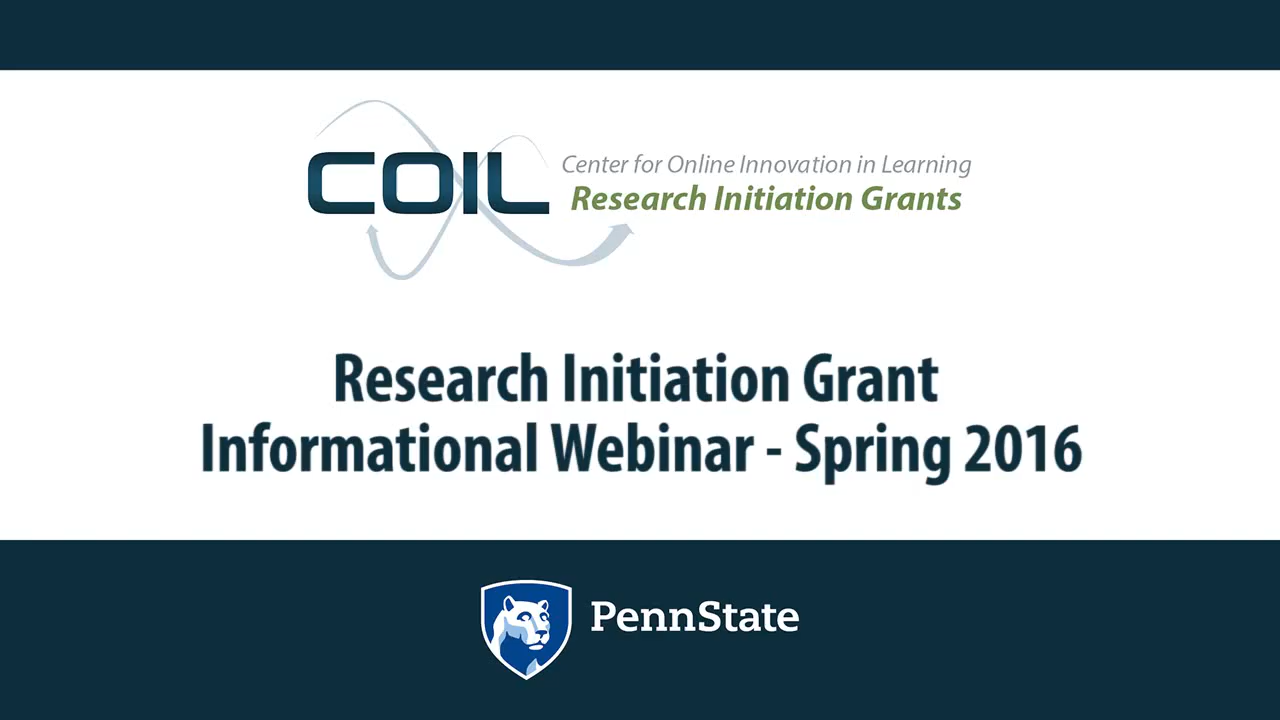 COIL
Center for Online Innovation in Learning
Research Initiation Grants
Research Initiation Grant
Informational Webinar - Spring 2016
PennState